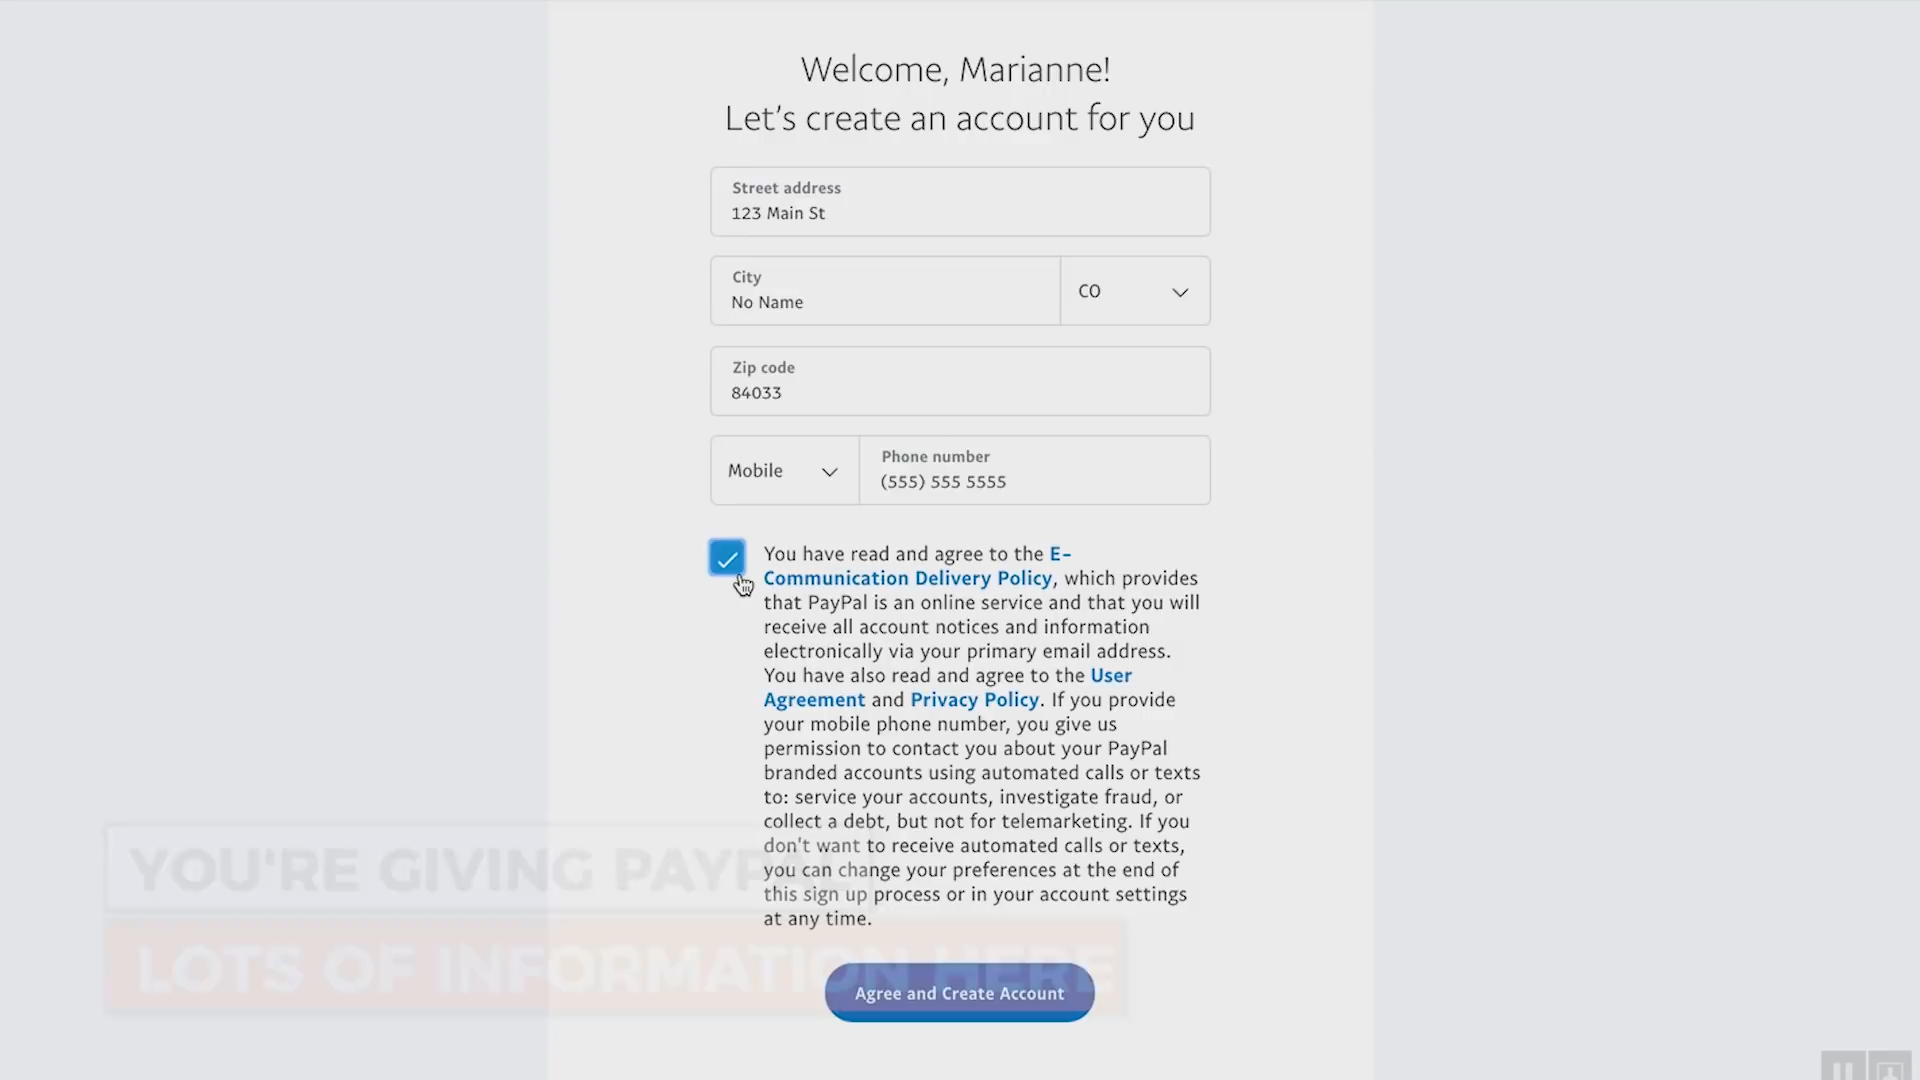 Welcome, Marianne!
Let's create an account for you
Street address
123 Main St
City
No Name
CO
Zip code
84033
Mobile
Phone number
(555) 555 5555
You have read and agree to the E-
Communication Delivery Policy, which provides
that PayPal is an online service and that you will
receive all account notices and information
electronically via your primary email address.
You have also read and agree to the User
Agreement and Privacy Policy. If you provide
your mobile phone number, you give us
permission to contact you about your PayPal
branded accounts using automated calls or texts
to: service your accounts, investigate fraud, or
collect a debt, but not for telemarketing. If you
don't want to receive automated calls or texts,
you can change your preferences at the end of
this sign up process or in your account settings
at any time.
YOU'RE GIVING PAYPAL
LOTS OF INFORMATION HERE
Agree and Create Account